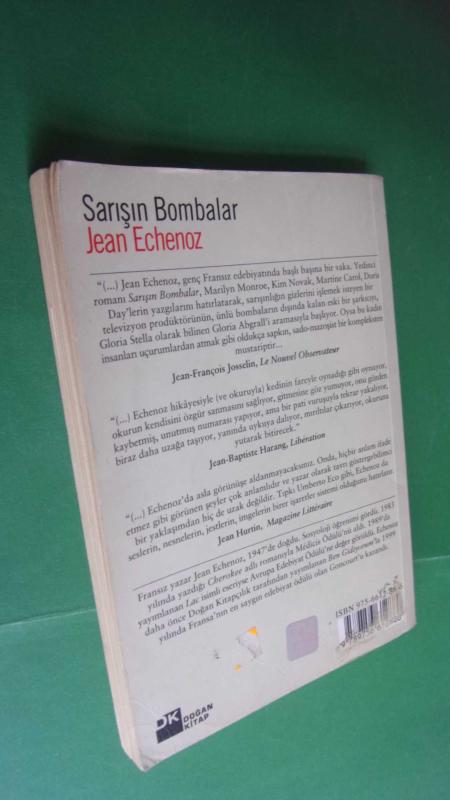 Sarışın Bombalar
Jean Echenoz
“(...) Jean Echenoz, genç Fransız edebiyatında başlı başına bir vaka. Yedinci
romanı Sarışın Bombalar, Marilyn Monroe, Kim Novak, Martine Carol, Doris
Day'lerin yazgılarını hatırlatarak, sarışınlığın gizlerini işlemek isteyen bir
televizyon prodüktörünün, ünlü bombaların dışında kalan eski bir şarkıcıyı,
Gloria Stella olarak bilinen Gloria Abgrall'i aramasıyla başlıyor. Oysa bu kadın
insanları uçurumlardan atmak gibi oldukça sapkın, sado-mazoşist bir kompleksten
mustariptir...
Jean-François Josselin, Le Nouvel Observateur
“(...) Echenoz hikâyesiyle (ve okuruyla) kedinin fareyle oynadığı gibi oynuyor,
okurun kendisini özgür sanmasını sağlıyor, gitmesine göz yumuyor, onu gözden
kaybetmiş, unutmuş numarası yapıyor, ama bir pati vuruşuyla tekrar yakalıyor,
biraz daha uzağa taşıyor, yanında uykuya dalıyor, mırıltılar çıkarıyor, okuruna
yutarak bitirecek.”
Jean-Baptiste Harang, Libération
“(...) Echenoz'da asla görünüşe aldanmayacaksınız. Onda, hiçbir anlam ifade
etmez gibi görünen şeyler çok anlamlıdır ve yazar olarak tavrı göstergebilimci
bir yaklaşımdan hiç de uzak değildir. Tıpkı Umberto Eco gibi, Echenoz da
seslerin, nesnelerin, jestlerin, imgelerin birer işaretler sistemi olduğunu hatırlatır.
Jean Hurtin, Magazine Littéraire
Fransız yazar Jean Echenoz, 1947'de doğdu. Sosyoloji öğrenimi gördü. 1983
yılında yazdığı Cherokee adlı romanıyla Médicis Ödülü'nü aldı. 1989'da
yayımlanan Lac isimli eseriyse Avrupa Edebiyat Ödülü'ne değer görüldü. Echenoz
daha önce Doğan Kitapçılık tarafından yayımlanan Ben Gidiyorum'la 1999
yılında Fransa'nın en saygın edebiyat ödülü olan Goncourt'u kazandı.
ISBN 975-6675-
DK DOĞAN
KİTAP